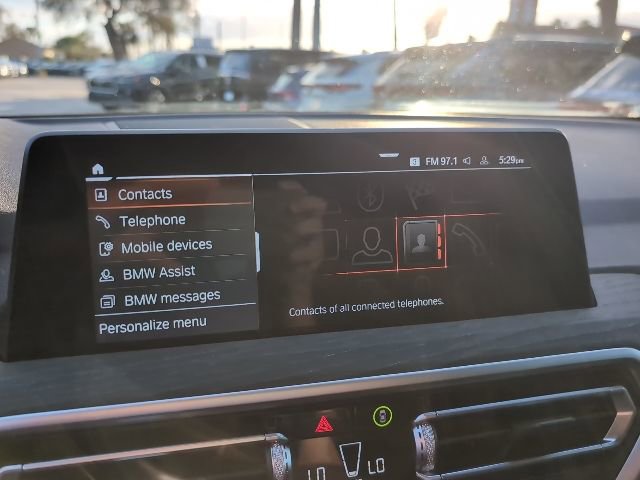 FM 97.1 5:29pm
Contacts
Telephone
Mobile devices
BMW Assist
BMW messages
Personalize menu
Contacts of all connected telephones.
LO LO